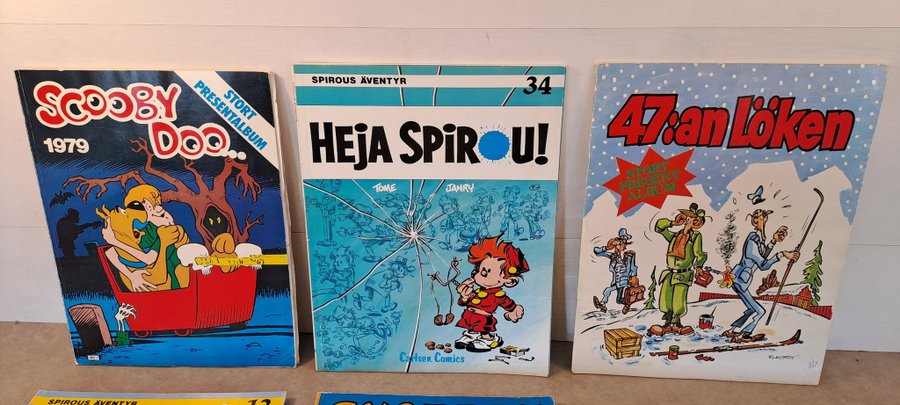 SCOOBY
DOO...
1979
STORT
PRESENTALBUM
SPIROUS ÄVENTYR
34
HEJA SPIROU!
TOME
JANRY
Carlsen Comics
47:an Löken
STORT
PRESENT
ALBUM
SPIROUS ÄVENTYR